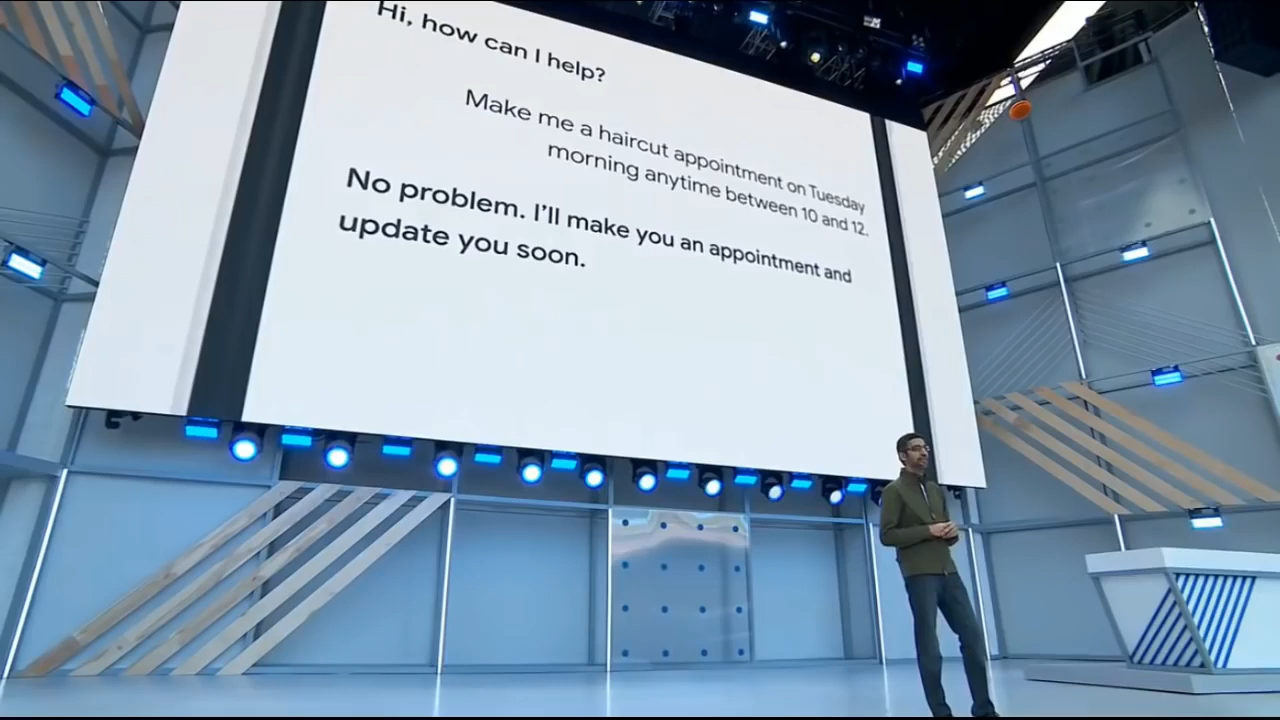 Hi, how can I help?
Make me a haircut appointment on Tuesday
morning anytime between 10 and 12.
No problem. I’ll make you an appointment and
update you soon.